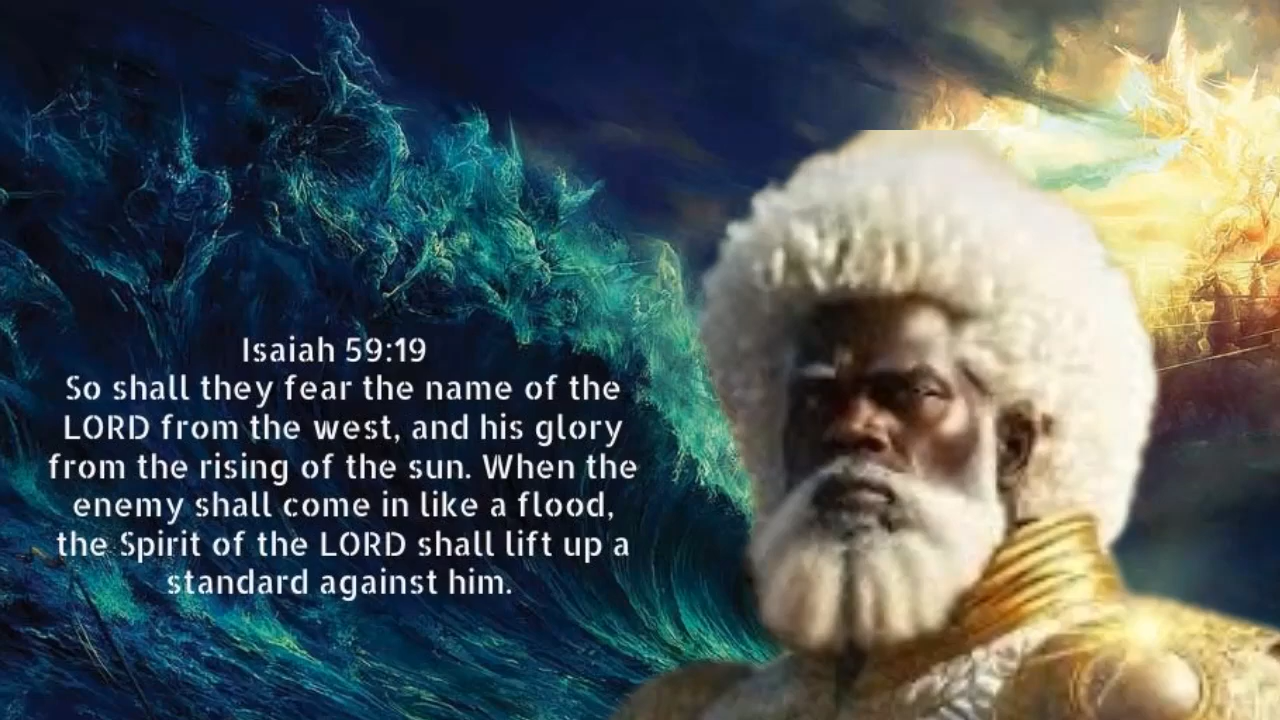 Isaiah 59:19
So shall they fear the name of the
LORD from the west, and his glory
from the rising of the sun. When the
enemy shall come in like a flood,
the Spirit of the LORD shall lift up a
standard against him.